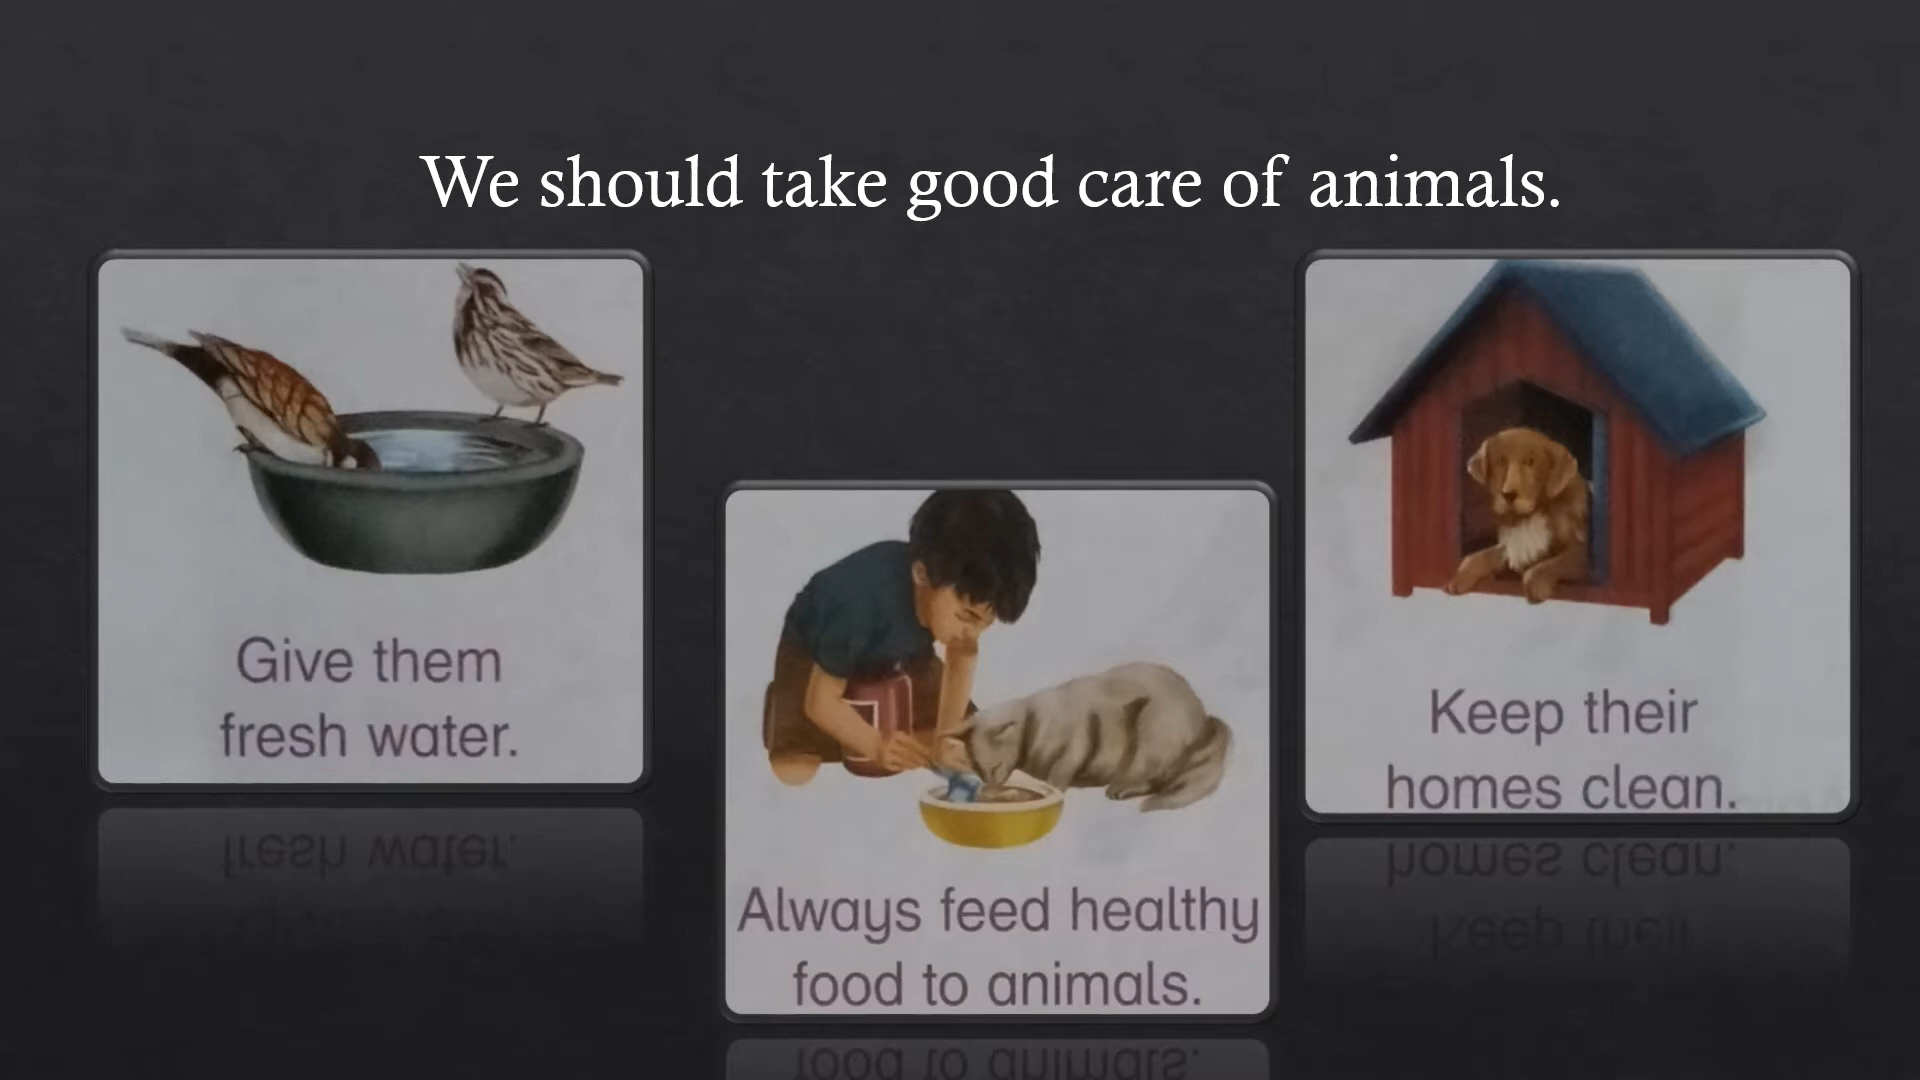 We should take good care of animals.
Give them
fresh water.
Always feed healthy
food to animals.
Keep their
homes clean.